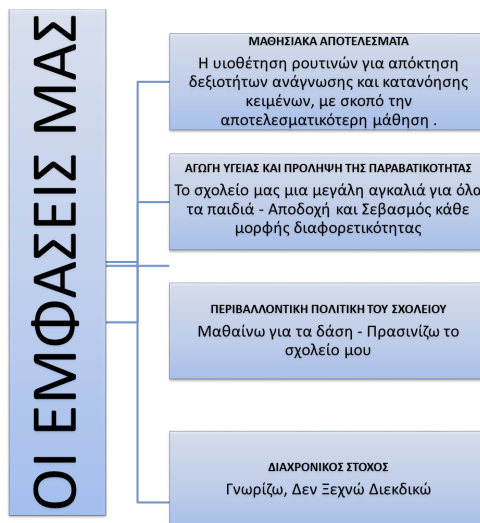 ΟΙ ΕΜΦΑΣΕΙΣ ΜΑΣ
ΜΑΘΗΣΙΑΚΑ ΑΠΟΤΕΛΕΣΜΑΤΑ
Η υιοθέτηση ρουτινών για απόκτηση
δεξιοτήτων ανάγνωσης και κατανόησης
κειμένων, με σκοπό την
αποτελεσματικότερη μάθηση .
ΑΓΩΓΗ ΥΓΕΙΑΣ ΚΑΙ ΠΡΟΛΗΨΗ ΤΗΣ ΠΑΡΑΒΑΤΙΚΟΤΗΤΑΣ
Το σχολείο μας μια μεγάλη αγκαλιά για όλα
τα παιδιά - Αποδοχή και Σεβασμός κάθε
μορφής διαφορετικότητας
ΠΕΡΙΒΑΛΛΟΝΤΙΚΗ ΠΟΛΙΤΙΚΗ ΤΟΥ ΣΧΟΛΕΙΟΥ
Μαθαίνω για τα δάση - Πρασινίζω το
σχολείο μου
ΔΙΑΧΡΟΝΙΚΟΣ ΣΤΟΧΟΣ
Γνωρίζω, Δεν Ξεχνώ Διεκδικώ